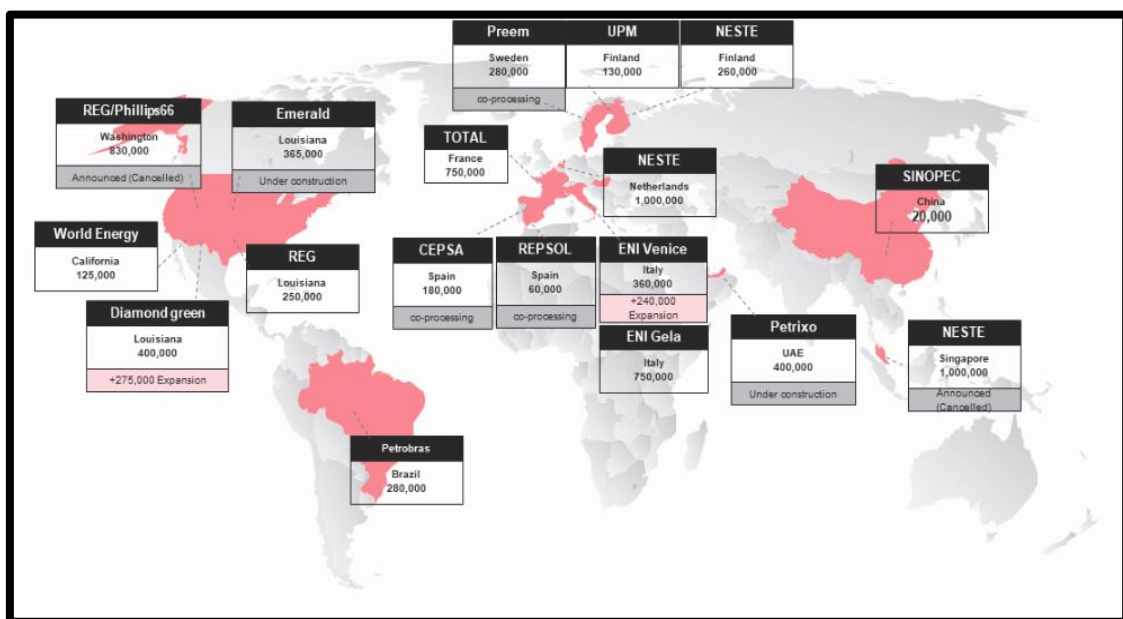 Preem
Sweden
280,000
co-processing
UPM
Finland
130,000
NESTE
Finland
260,000
REG/Phillips66
Washington
830,000
Announced (Cancelled)
Emerald
Louisiana
365,000
Under construction
TOTAL
France
750,000
NESTE
Netherlands
1,000,000
SINOPEC
China
20,000
World Energy
California
125,000
REG
Louisiana
250,000
CEPSA
Spain
180,000
co-processing
REPSOL
Spain
60,000
co-processing
ENI Venice
Italy
360,000
+240,000
Expansion
Diamond green
Louisiana
400,000
+275,000 Expansion
ENI Gela
Italy
750,000
Petrixo
UAE
400,000
Under construction
NESTE
Singapore
1,000,000
Announced
(Cancelled)
Petrobras
Brazil
280,000